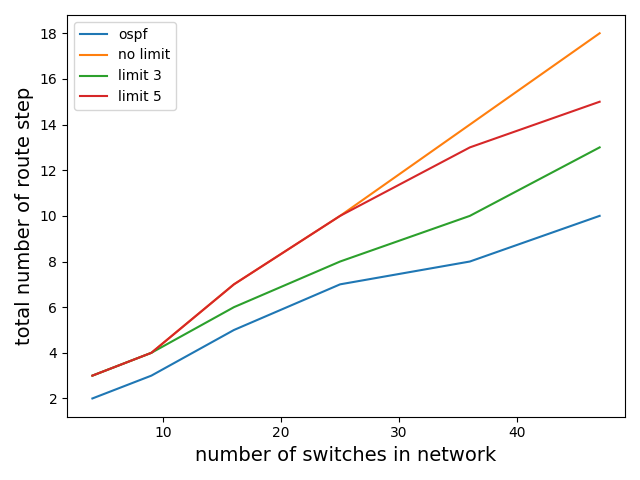 ospf
no limit
limit 3
limit 5
18
16
14
12
10
8
6
4
2
total number of route step
10
20
30
40
number of switches in network